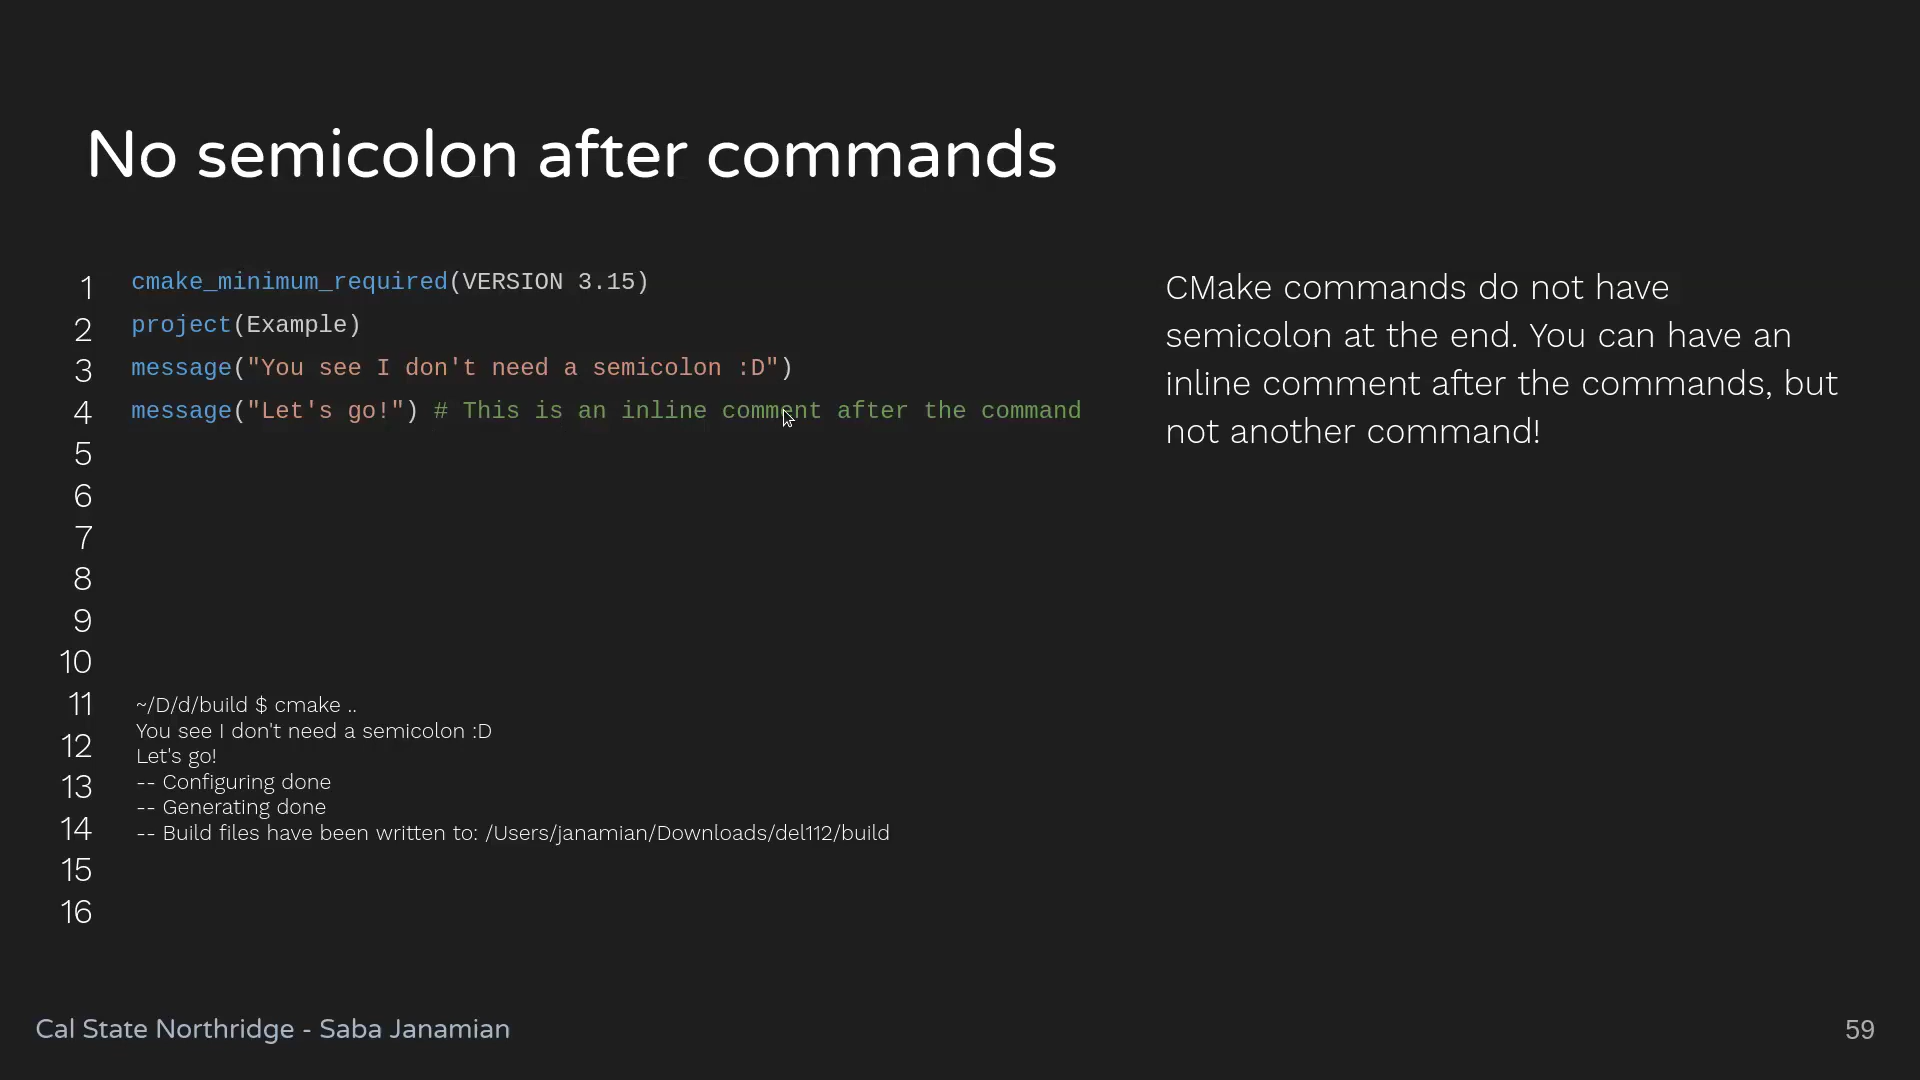 No semicolon after commands
1 cmake_minimum_required(VERSION 3.15)
2 project(Example)
3 message("You see I don't need a semicolon :D")
4 message("Let's go!") # This is an inline comment after the command
5
6
7
8
9
10
11
12
13
14
15
16
~/D/d/build $ cmake ..
You see I don't need a semicolon :D
Let's go!
-- Configuring done
-- Generating done
-- Build files have been written to: /Users/janamian/Downloads/del112/build
CMake commands do not have
semicolon at the end. You can have an
inline comment after the commands, but
not another command!
Cal State Northridge - Saba Janamian
59